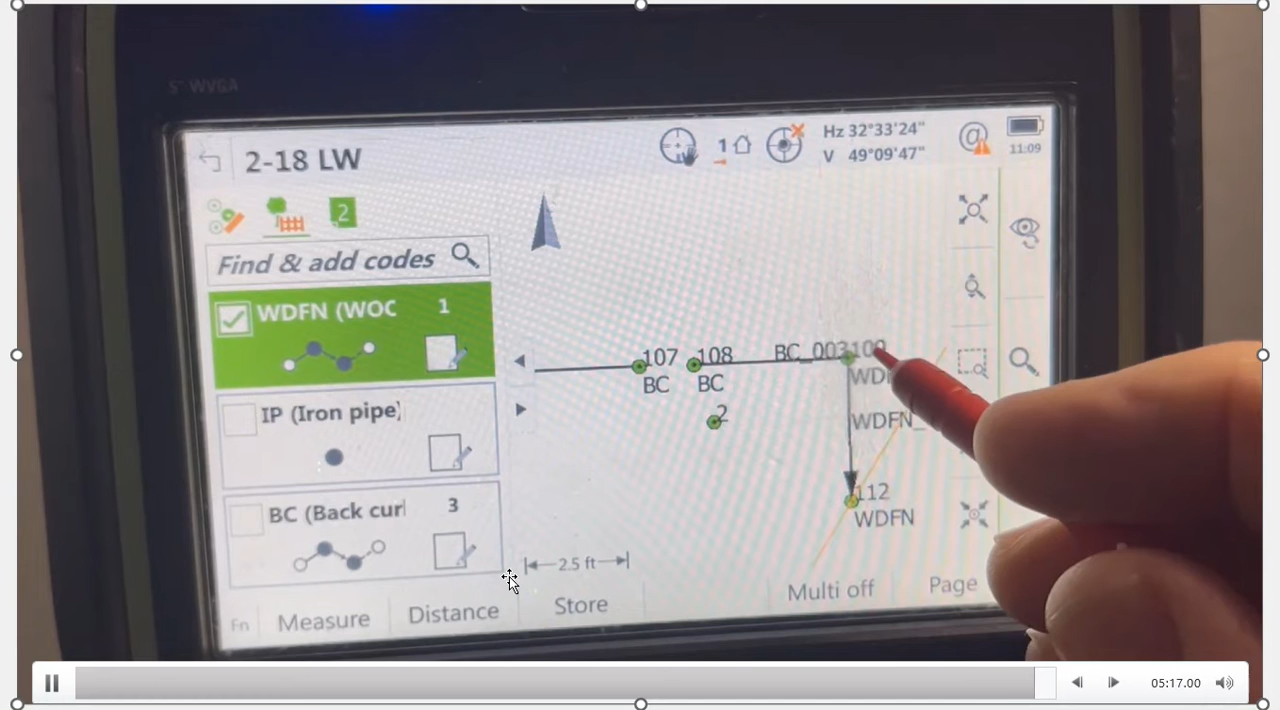 5" WVGA
2-18 LW
1
Hz 32°33'24"
V 49°09'47"
@
11:09
2
Find & add codes
WDFN (WOC 1
IP (Iron pipe)
BC (Back cur 3
107
BC
108
BC
BC_003
109
WDFN_
2
112
WDFN
2.5 ft
Fn
Measure
Distance
Store
Multi off
Page
05:17.00